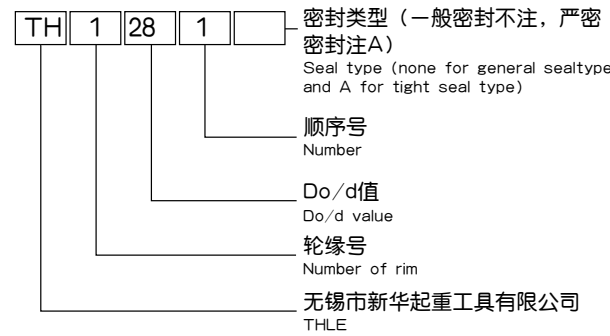 TH 1 28 1
密封类型（一般密封不注，严密
密封注A）
Seal type (none for general sealtype
and A for tight seal type)
顺序号
Number
Do/d值
Do/d value
轮缘号
Number of rim
无锡市新华起重工具有限公司
THLE